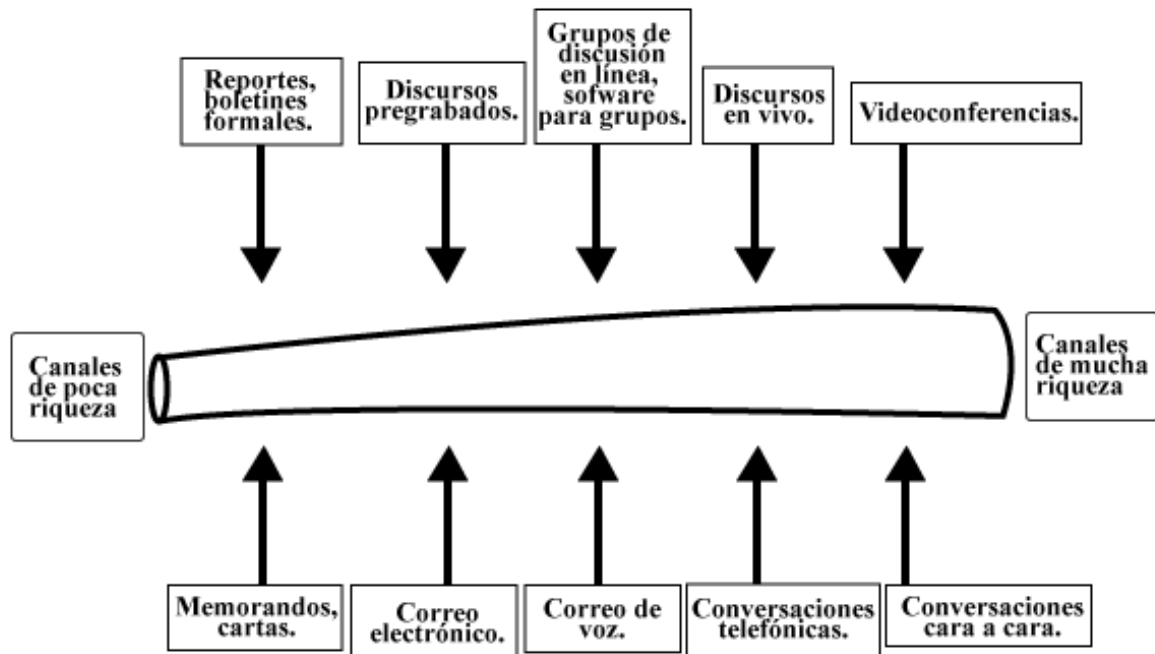 Reportes,
boletines
formales.
Discursos
pregrabados.
Grupos de
discusión
en línea,
sofware
para grupos.
Discursos
en vivo.
Videoconferencias.
Canales
de poca
riqueza
Canales
de mucha
riqueza
Memorandos,
cartas.
Correo
electrónico.
Correo de
voz.
Conversaciones
telefónicas.
Conversaciones
cara a cara.